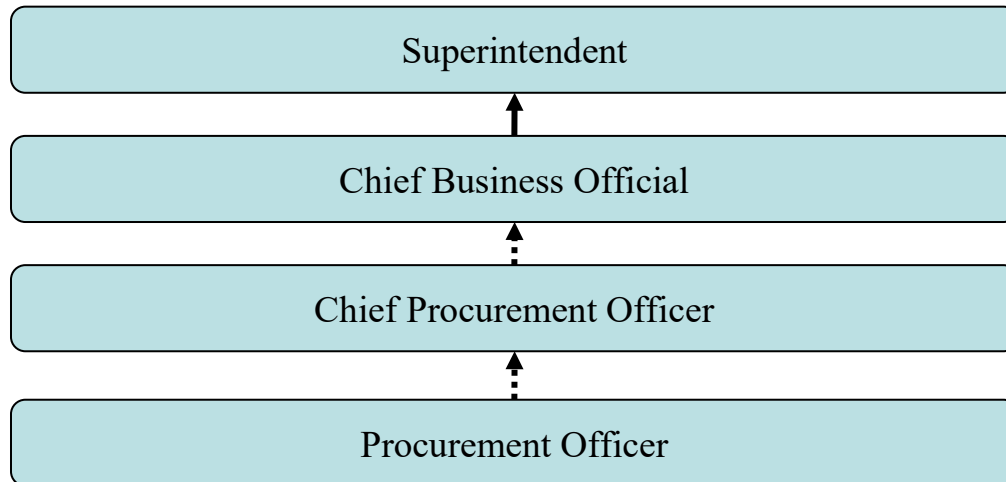 Superintendent
Chief Business Official
Chief Procurement Officer
Procurement Officer